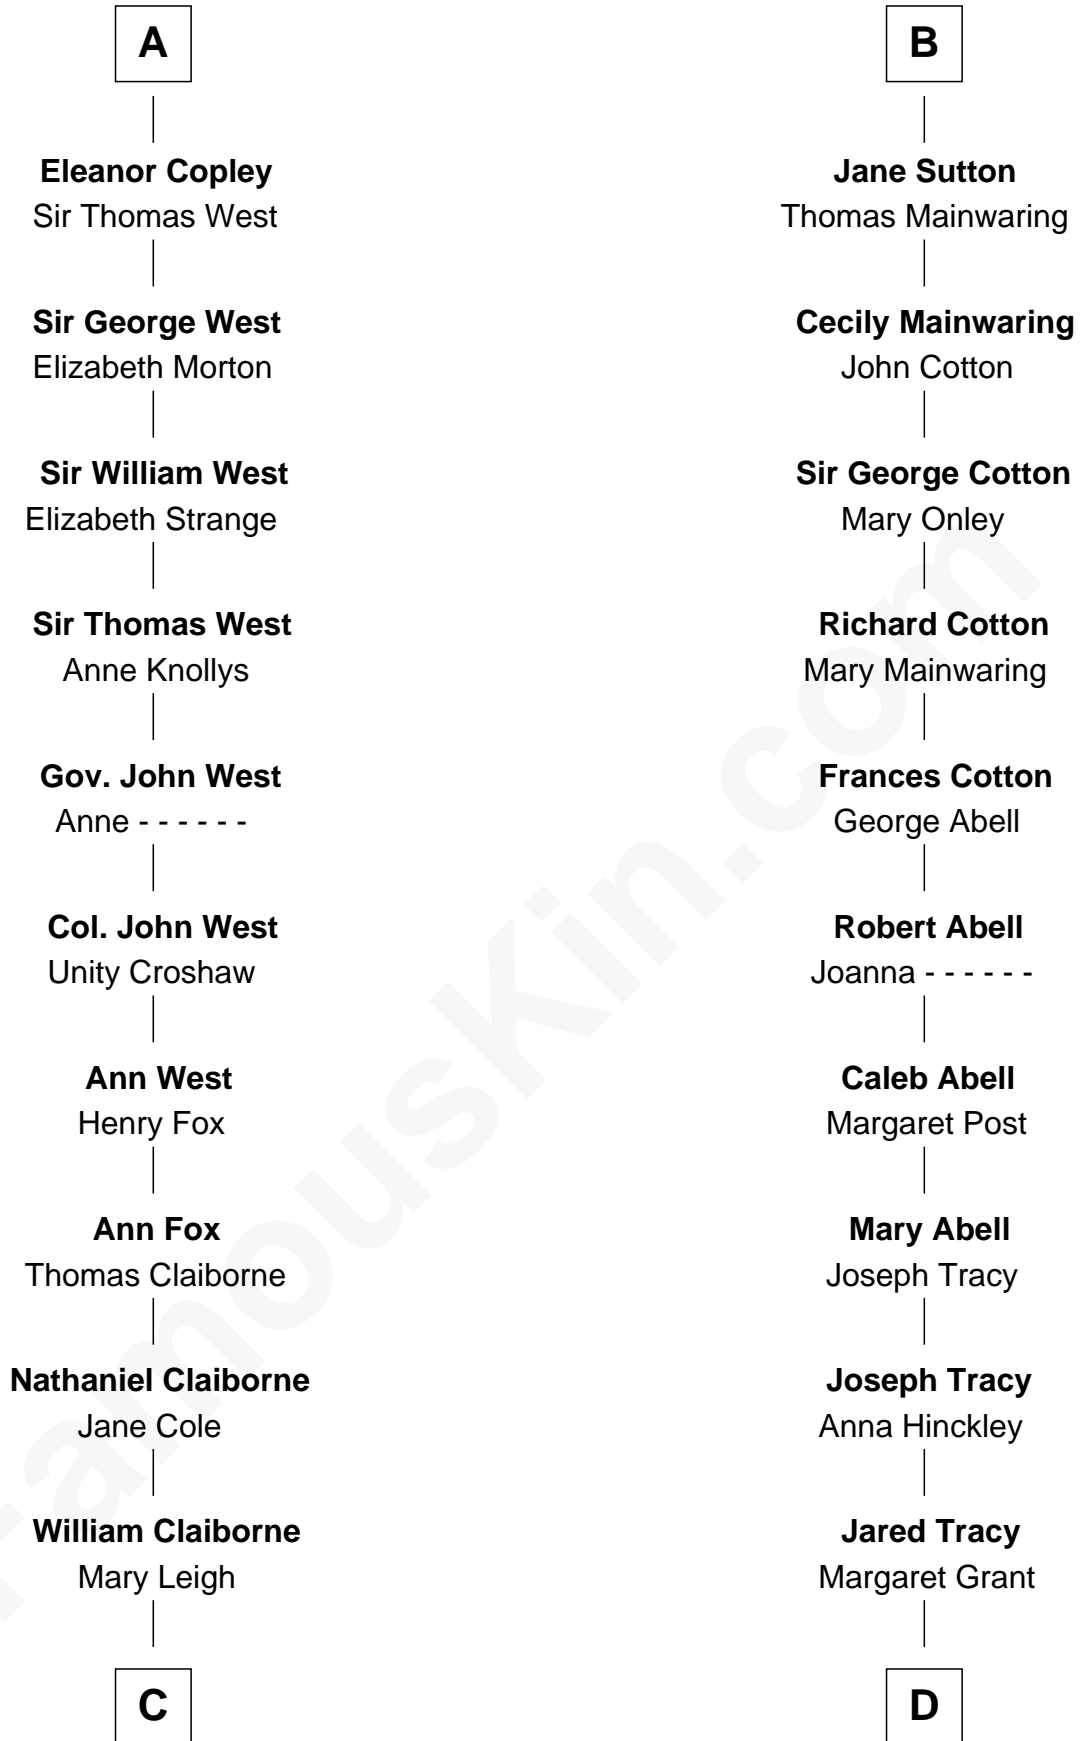 A
Eleanor Copley
Sir Thomas West
Sir George West
Elizabeth Morton
Sir William West
Elizabeth Strange
Sir Thomas West
Anne Knollys
Gov. John West
Anne - - - - - -
Col. John West
Unity Croshaw
Ann West
Henry Fox
Ann Fox
Thomas Claiborne
Nathaniel Claiborne
Jane Cole
William Claiborne
Mary Leigh
C
B
Jane Sutton
Thomas Mainwaring
Cecily Mainwaring
John Cotton
Sir George Cotton
Mary Onley
Richard Cotton
Mary Mainwaring
Frances Cotton
George Abell
Robert Abell
Joanna - - - - - -
Caleb Abell
Margaret Post
Mary Abell
Joseph Tracy
Joseph Tracy
Anna Hinckley
Jared Tracy
Margaret Grant
D
FamousKin.com